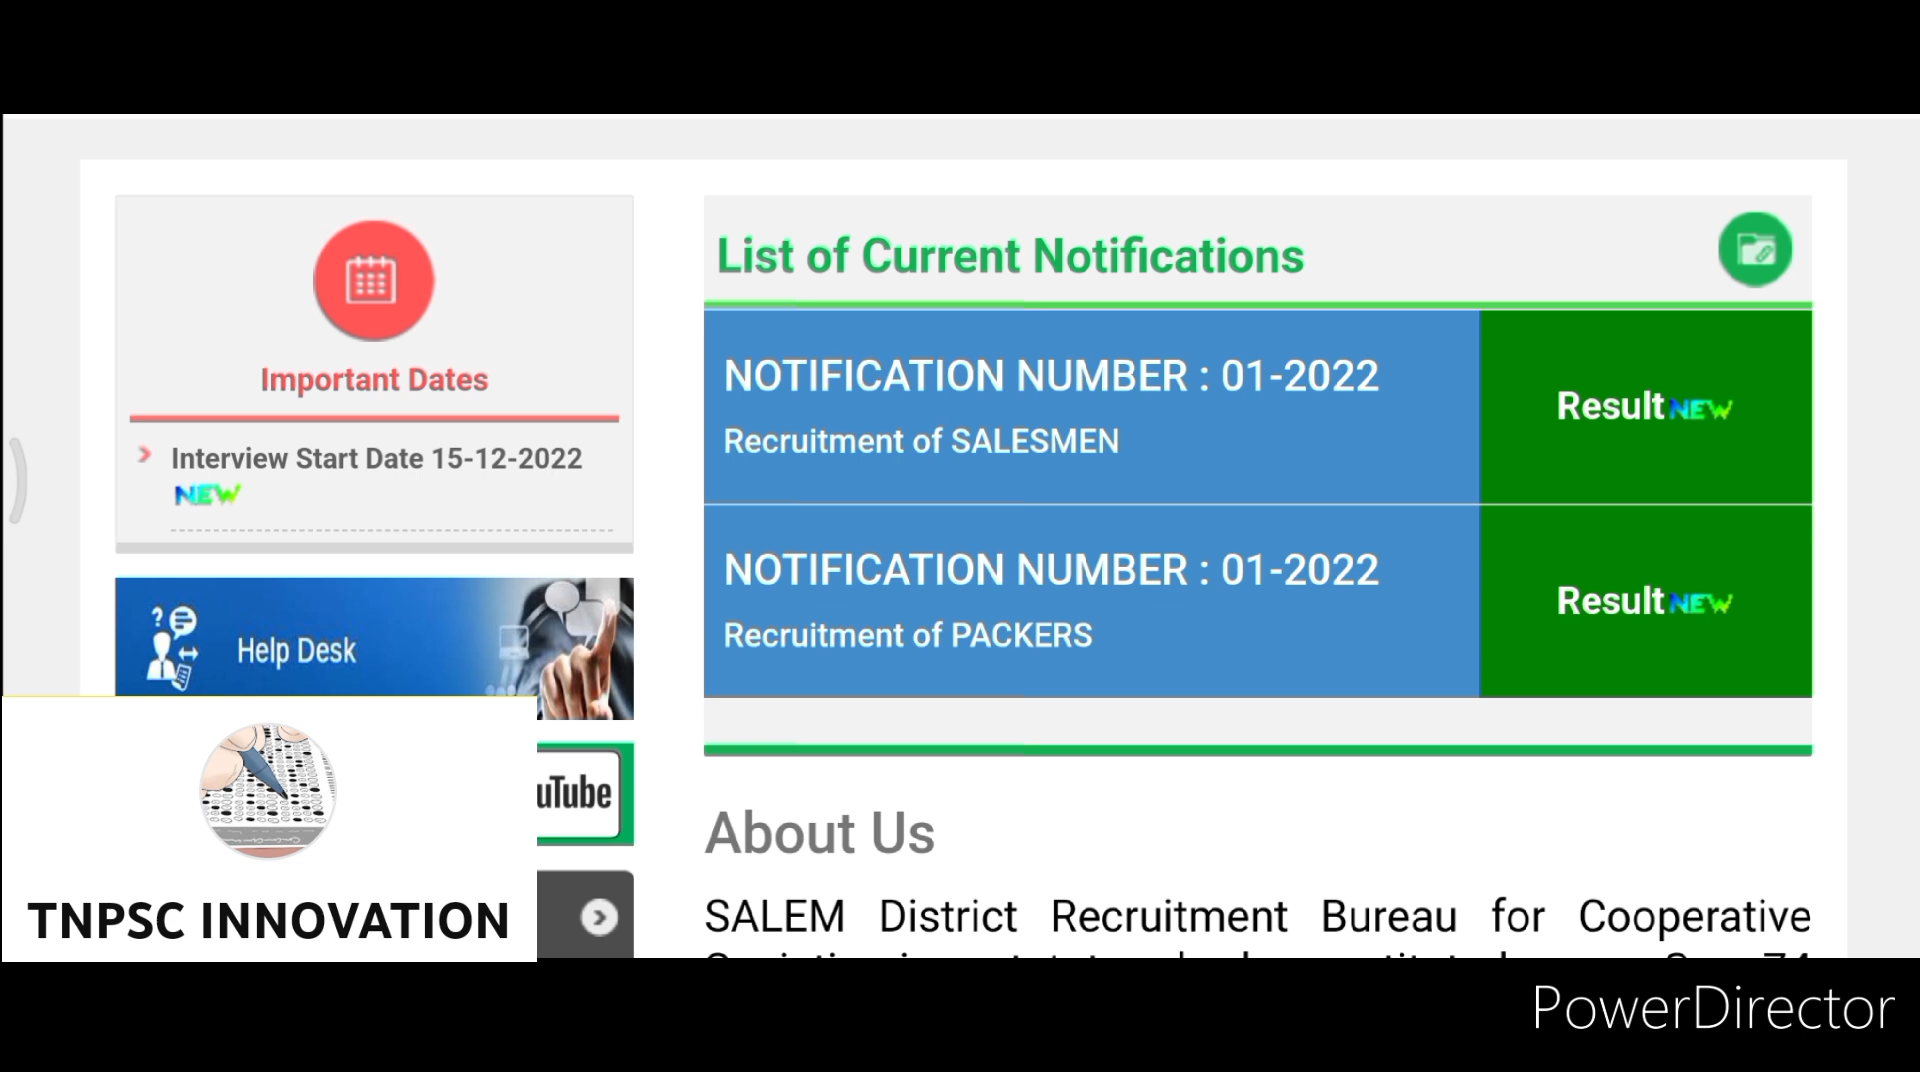 Important Dates
Interview Start Date 15-12-2022
NEW
Help Desk
uTube
TNPSC INNOVATION
List of Current Notifications
NOTIFICATION NUMBER : 01-2022
Recruitment of SALESMEN
Result NEW
NOTIFICATION NUMBER : 01-2022
Recruitment of PACKERS
Result NEW
About Us
SALEM District Recruitment Bureau for Cooperative
PowerDirector